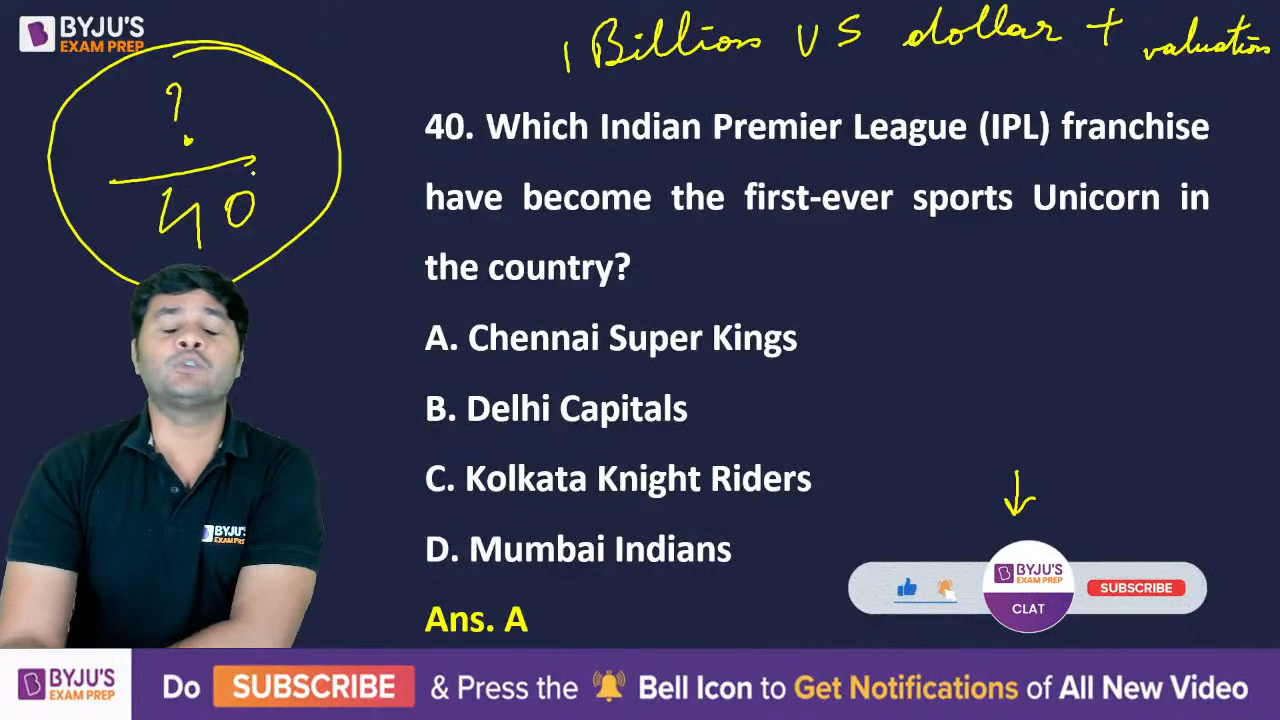 BYJU'S
EXAM PREP
1 Billion US dollar + valuation
?
40
40. Which Indian Premier League (IPL) franchise
have become the first-ever sports Unicorn in
the country?
A. Chennai Super Kings
B. Delhi Capitals
C. Kolkata Knight Riders
D. Mumbai Indians
Ans. A
BYJU'S
EXAM PREP
BYJU'S
EXAM PREP
CLAT
SUBSCRIBE
BYJU'S
EXAM PREP
Do SUBSCRIBE & Press the Bell Icon to Get Notifications of All New Video